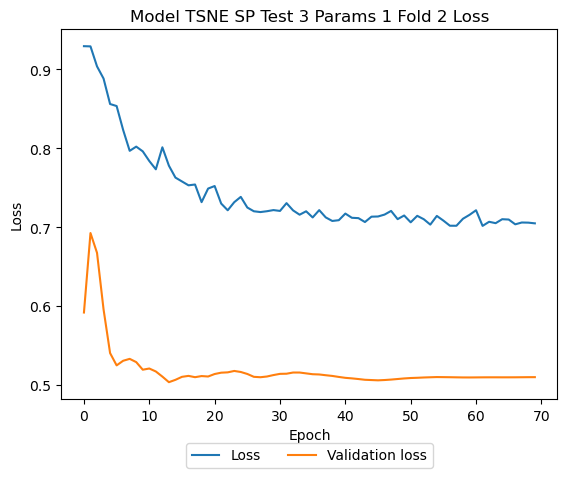 Model TSNE SP Test 3 Params 1 Fold 2 Loss
Loss
0.9
0.8
0.7
0.6
0.5
0 10 20 30 40 50 60 70
Epoch
Loss Validation loss